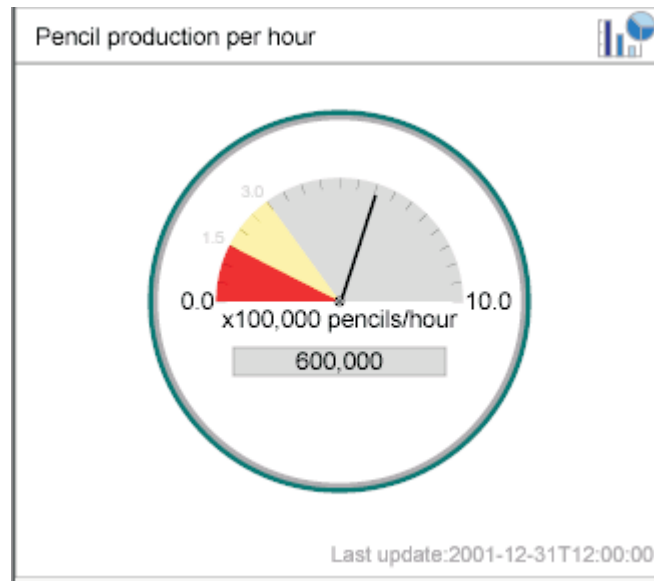 Pencil production per hour
3.0
1.5
0.0
10.0
x100,000 pencils/hour
600,000
Last update:2001-12-31T12:00:00